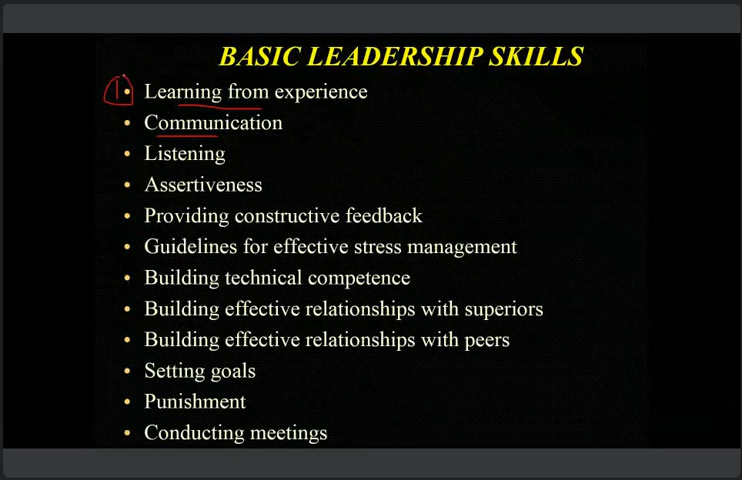 BASIC LEADERSHIP SKILLS
1
• Learning from experience
• Communication
• Listening
• Assertiveness
• Providing constructive feedback
• Guidelines for effective stress management
• Building technical competence
• Building effective relationships with superiors
• Building effective relationships with peers
• Setting goals
• Punishment
• Conducting meetings